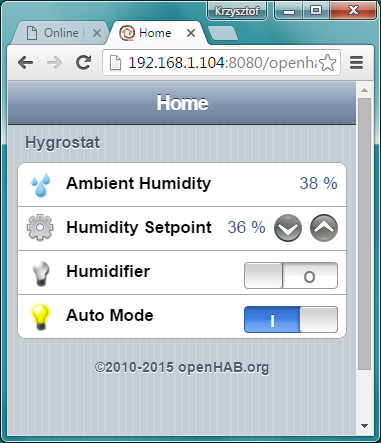 Krzysztof
Online
Home
192.168.1.104:8080/openha
Home
Hygrostat
Ambient Humidity 38 %
Humidity Setpoint 36 %
Humidifier O
Auto Mode I
©2010-2015 openHAB.org